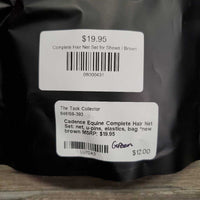 $19.95
Complete Hair Net Set for Shows / Brown
08000431
The Tack Collector
Cadence Equine Complete Hair Net
Set: net, u-pins, elastics, bag *new
brown MSRP: $19.95
$12.00